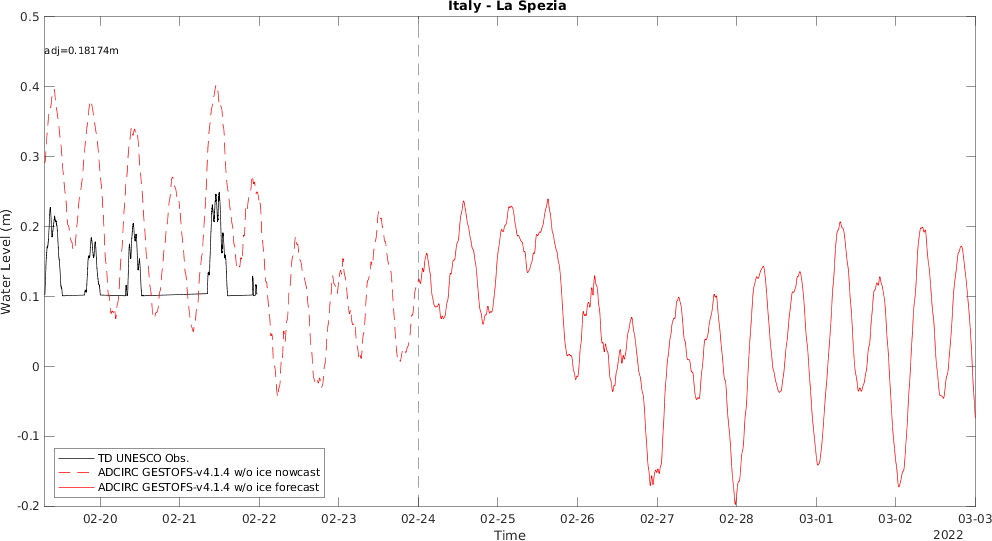 Italy - La Spezia
adj=0.18174m
0.5
0.4
0.3
0.2
0.1
0
-0.1
-0.2
Water Level (m)
TD UNESCO Obs.
ADCIRC GESTOFS-v4.1.4 w/o ice nowcast
ADCIRC GESTOFS-v4.1.4 w/o ice forecast
02-20 02-21 02-22 02-23 02-24 02-25 02-26 02-27 02-28 03-01 03-02 03-03
Time
2022